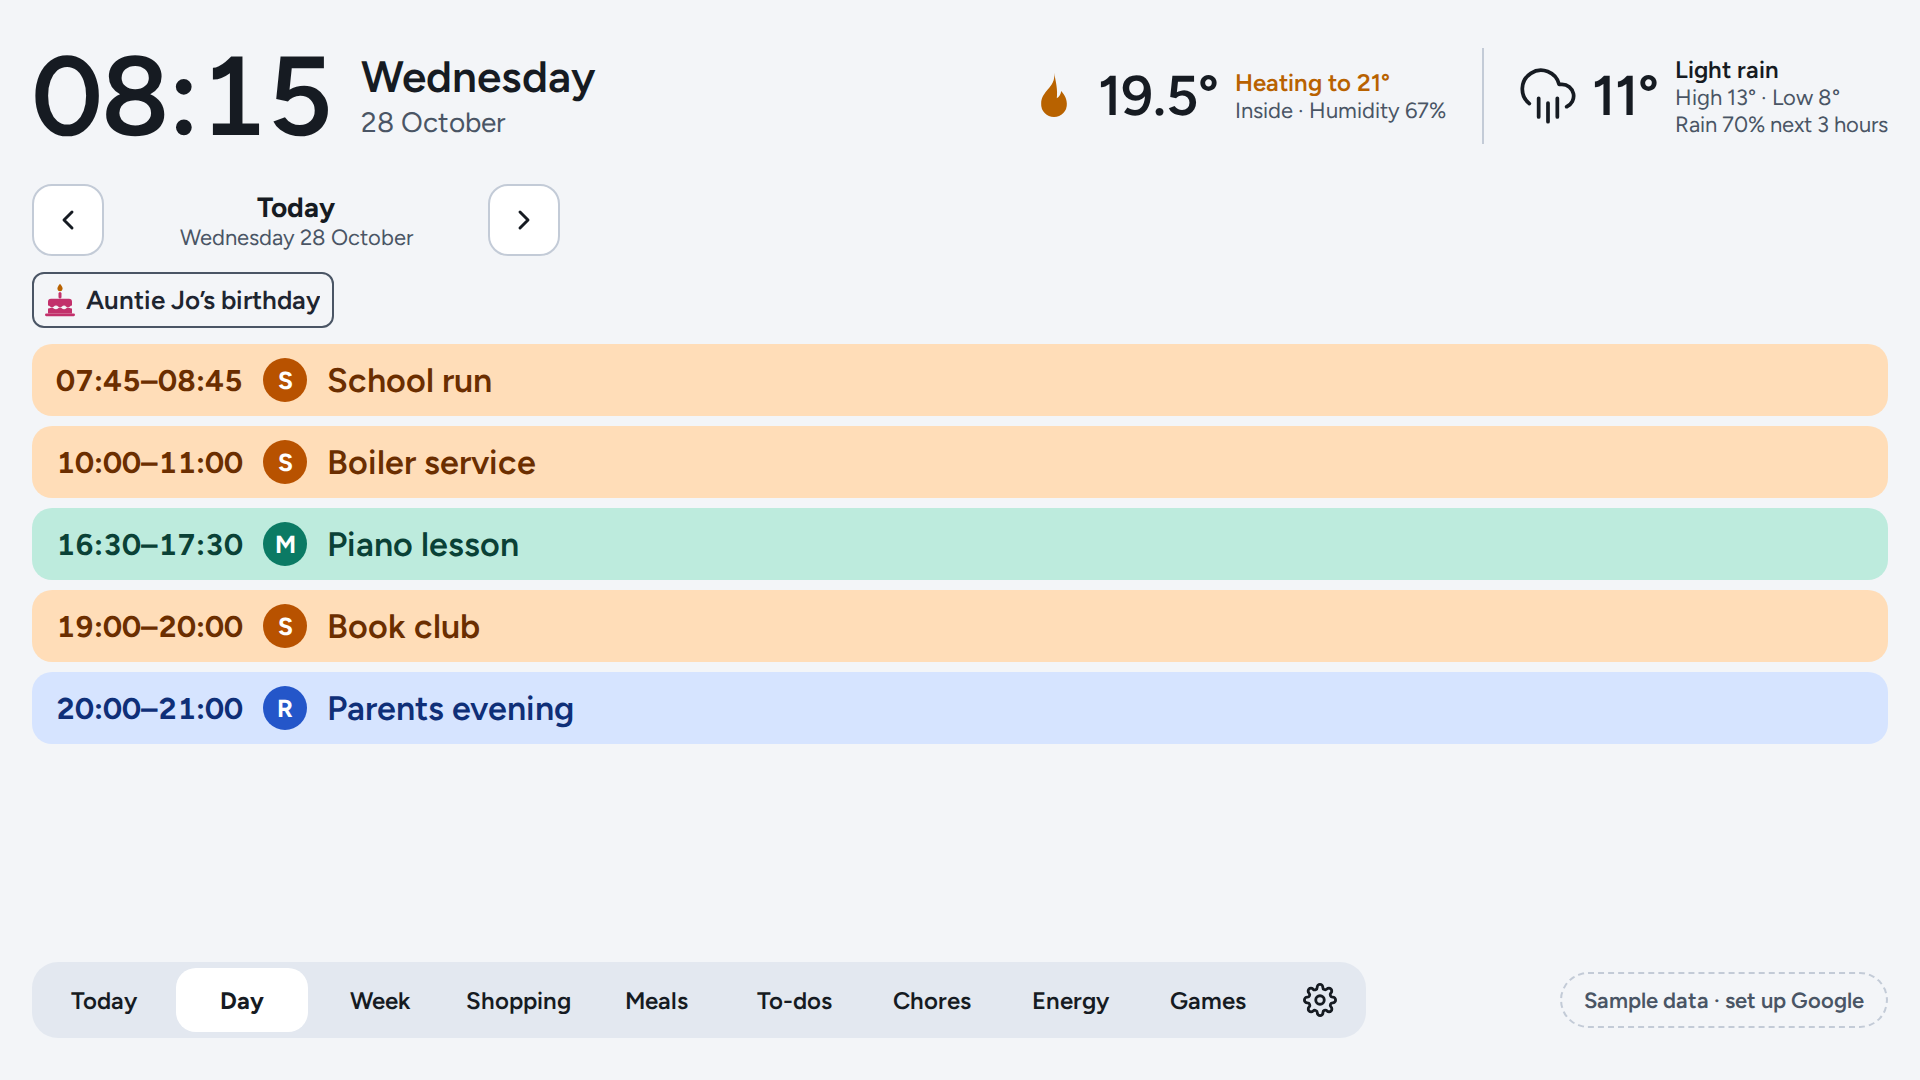 08:15
Wednesday
28 October
19.5°
Heating to 21°
Inside · Humidity 67%
11°
Light rain
High 13° · Low 8°
Rain 70% next 3 hours
Today
Wednesday 28 October
Auntie Jo’s birthday
07:45–08:45 S School run
10:00–11:00 S Boiler service
16:30–17:30 M Piano lesson
19:00–20:00 S Book club
20:00–21:00 R Parents evening
Today Day Week Shopping Meals To-dos Chores Energy Games
Sample data · set up Google